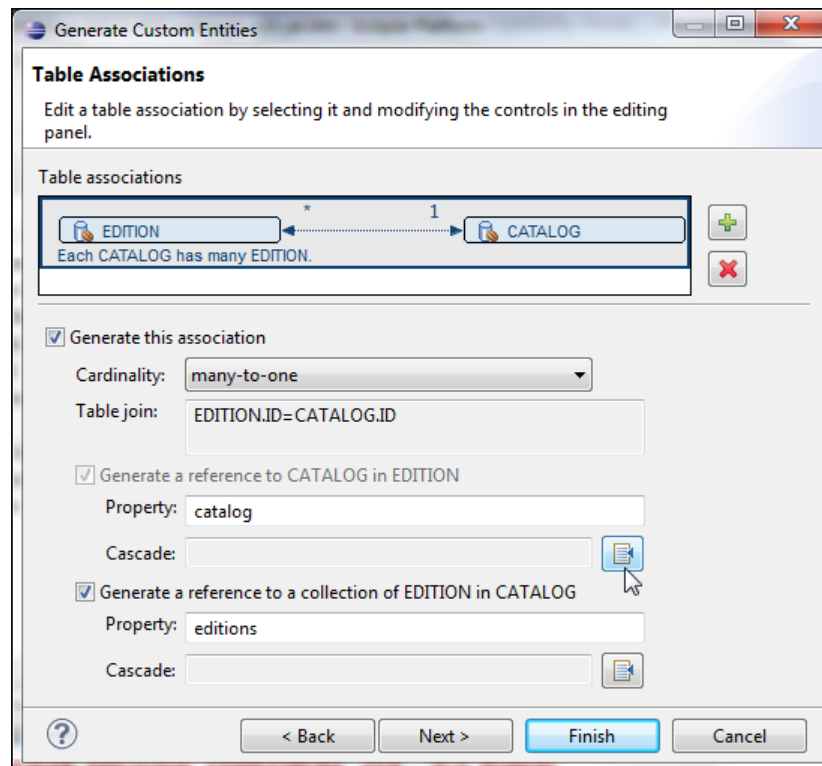 Generate Custom Entities
Table Associations
Edit a table association by selecting it and modifying the controls in the editing
panel.
Table associations
* 1
EDITION CATALOG
Each CATALOG has many EDITION.
Generate this association
Cardinality: many-to-one
Table join: EDITION.ID=CATALOG.ID
Generate a reference to CATALOG in EDITION
Property: catalog
Cascade:
Generate a reference to a collection of EDITION in CATALOG
Property: editions
Cascade:
? < Back Next > Finish Cancel